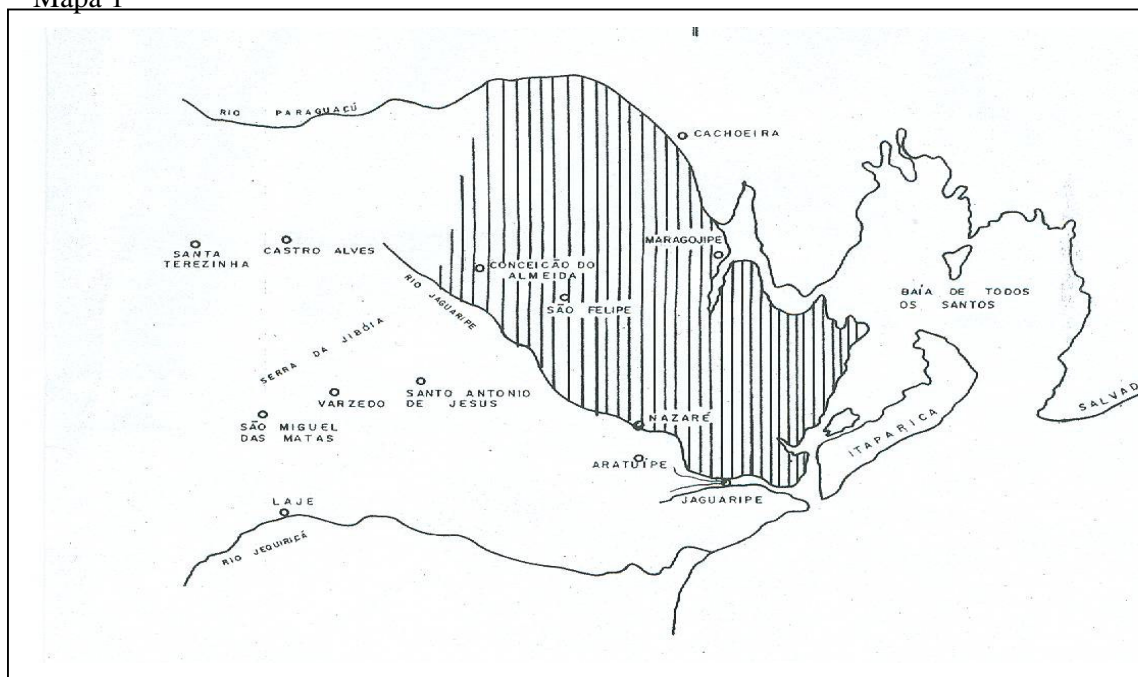 Mapa 1
RIO PARAGUAÇÚ
CACHOEIRA
SANTA
TEREZINHA
CASTRO ALVES
MARAGOJIPE
CONCEIÇÃO DO
ALMEIDA
RIO JAGUARIPE
SÃO FELIPE
BAÍA DE TODOS
OS SANTOS
SERRA DA JIBÓIA
VARZEDO
SANTO ANTONIO
DE JESUS
SÃO MIGUEL
DAS MATAS
NAZARÉ
ITAPARICA
SALVAD
ARATUÍPE
JAGUARIPE
LAJE
RIO JEQUIRIÇÁ